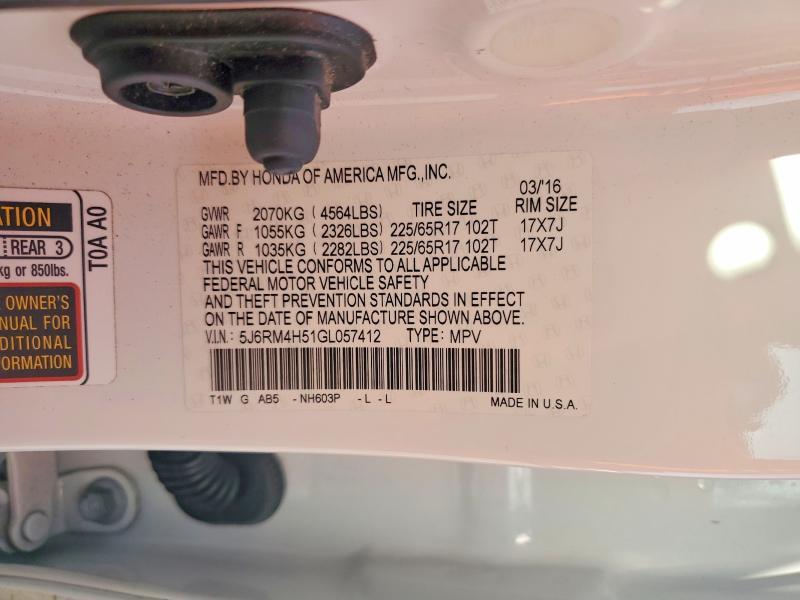 MFD.BY HONDA OF AMERICA MFG.,INC.
03/'16
GVWR 2070KG ( 4564LBS) TIRE SIZE RIM SIZE
GAWR F 1055KG ( 2326LBS) 225/65R17 102T 17X7J
GAWR R 1035KG ( 2282LBS) 225/65R17 102T 17X7J
THIS VEHICLE CONFORMS TO ALL APPLICABLE
FEDERAL MOTOR VEHICLE SAFETY
AND THEFT PREVENTION STANDARDS IN EFFECT
ON THE DATE OF MANUFACTURE SHOWN ABOVE.
V.I.N: 5J6RM4H51GL057412 TYPE: MPV
T1W G AB5 -NH603P -L -L
MADE IN U.S.A.
ATION
REAR 3
kg or 850lbs.
OWNER'S
NUAL FOR
DITIONAL
ORMATION
T0A A0